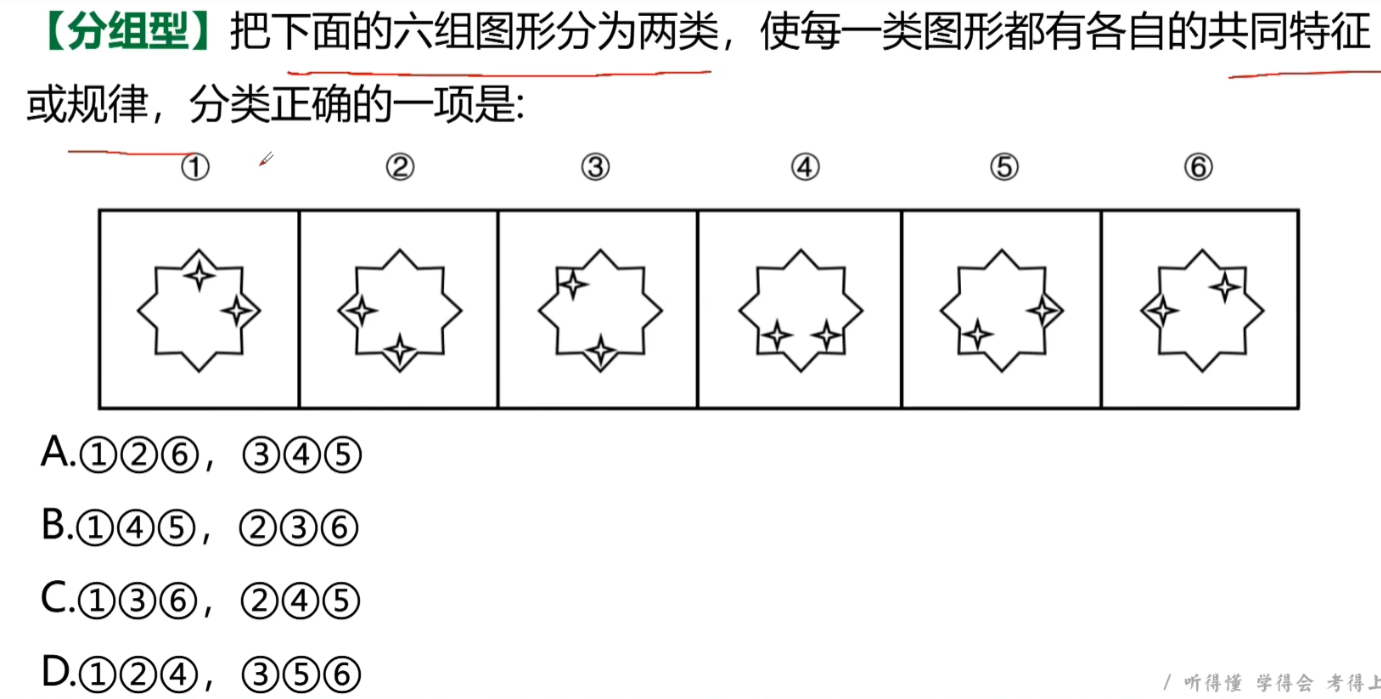 【分组型】把下面的六组图形分为两类，使每一类图形都有各自的共同特征
或规律，分类正确的一项是:
① ② ③ ④ ⑤ ⑥
A.①②⑥，③④⑤
B.①④⑤，②③⑥
C.①③⑥，②④⑤
D.①②④，③⑤⑥
/ 听得懂 学得会 考得上